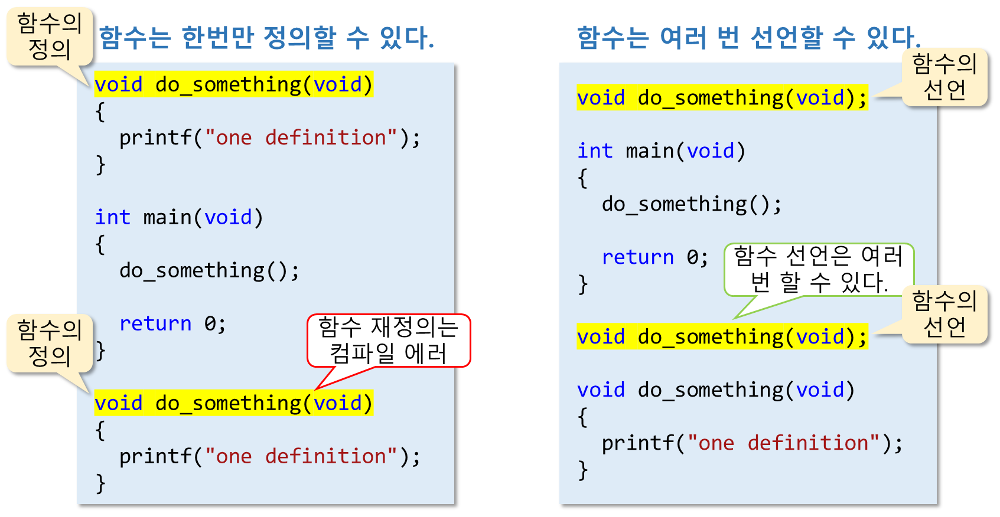 함수의
정의
함수는 한번만 정의할 수 있다.
void do_something(void)
{
  printf("one definition");
}
int main(void)
{
  do_something();
  return 0;
}
함수의
정의
함수 재정의는
컴파일 에러
void do_something(void)
{
  printf("one definition");
}
함수는 여러 번 선언할 수 있다.
함수의
선언
void do_something(void);
int main(void)
{
  do_something();
  return 0;
}
함수 선언은 여러
번 할 수 있다.
함수의
선언
void do_something(void);
void do_something(void)
{
  printf("one definition");
}